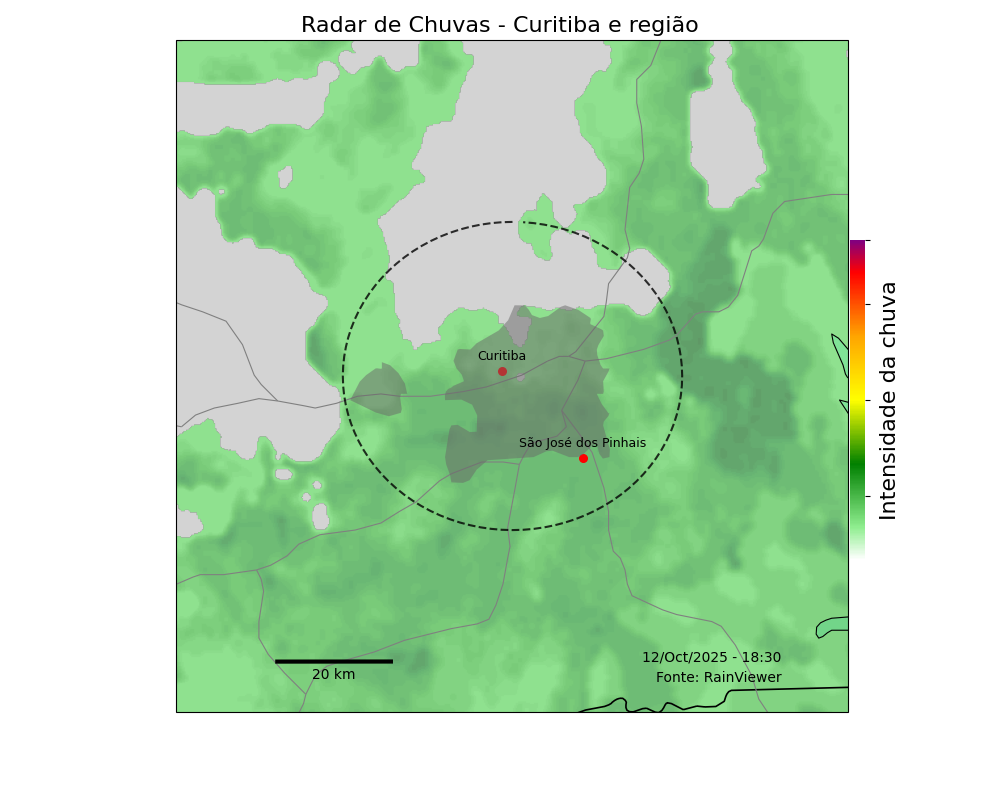 Radar de Chuvas - Curitiba e região
Curitiba
São José dos Pinhais
Intensidade da chuva
12/Oct/2025 - 18:30
Fonte: RainViewer
20 km